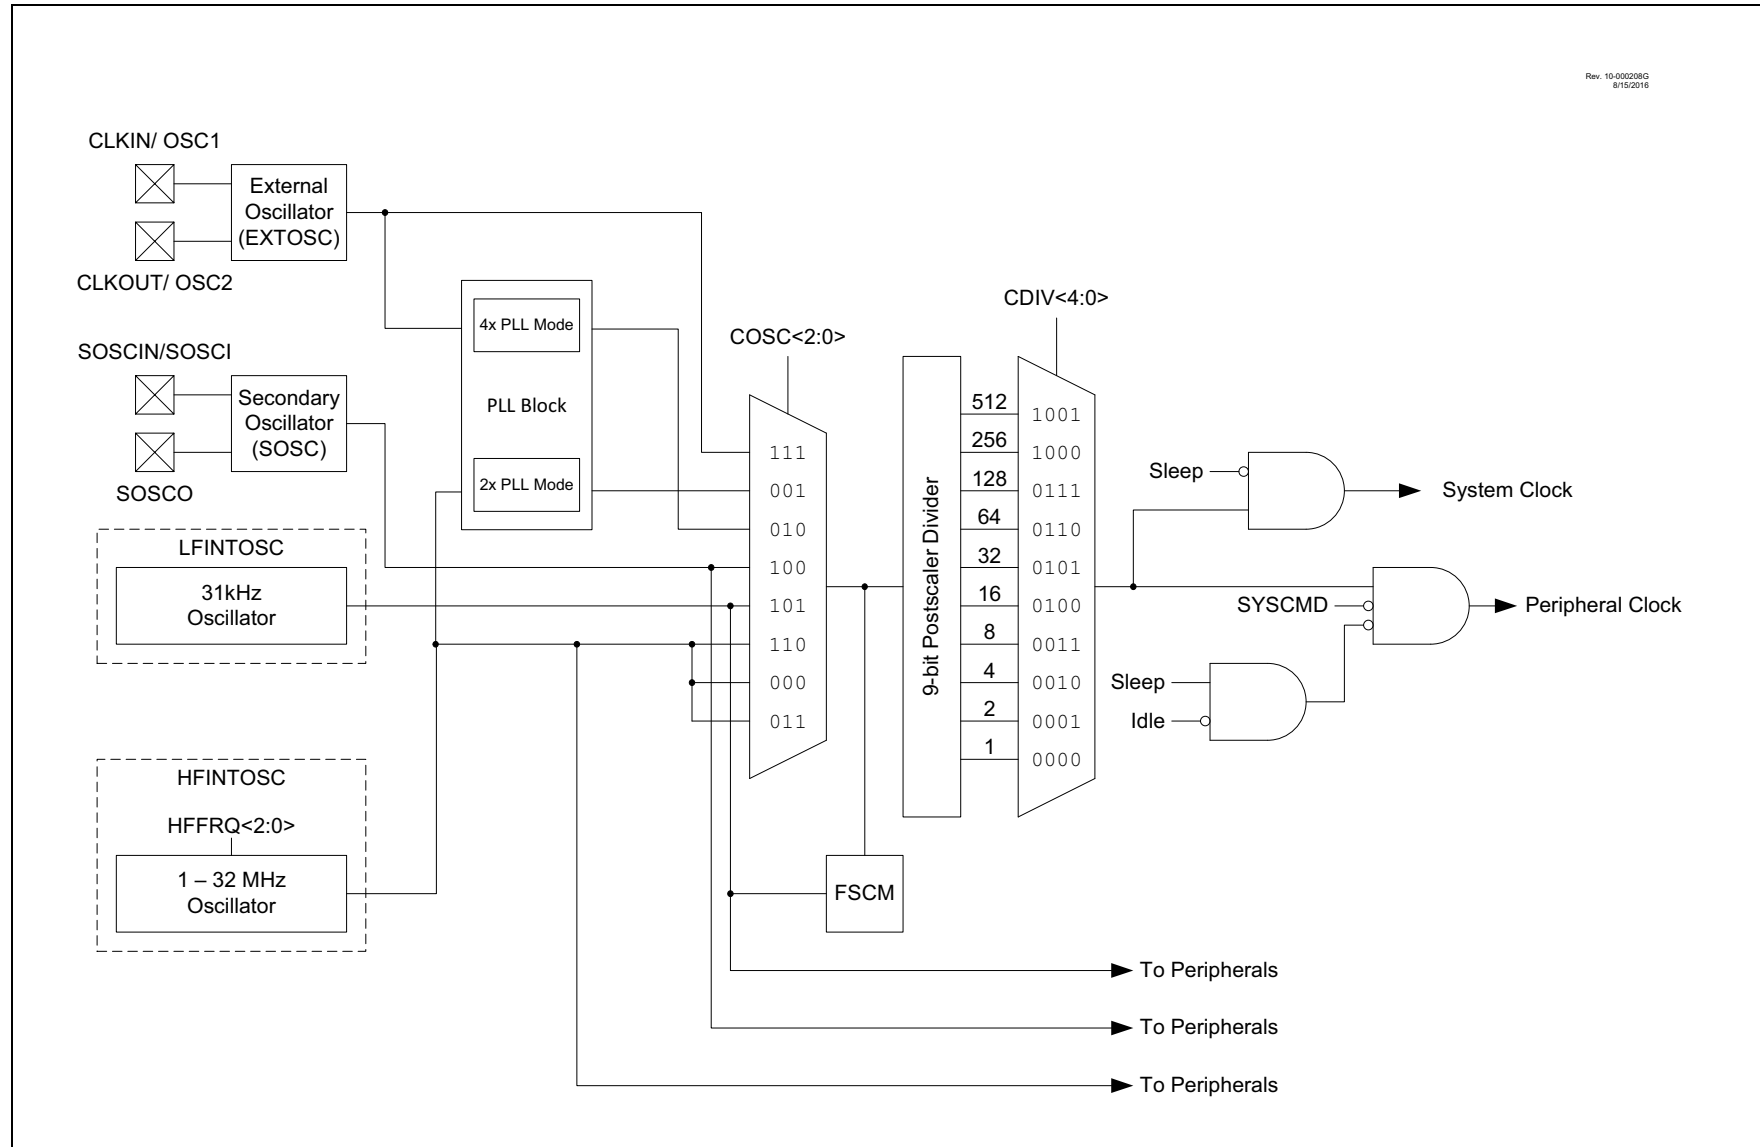 Rev. 10-000208G
8/15/2016
CLKIN/ OSC1
External
Oscillator
(EXTOSC)
CLKOUT/ OSC2
SOSCIN/SOSCI
Secondary
Oscillator
(SOSC)
SOSCO
LFINTOSC
31kHz
Oscillator
HFINTOSC
HFFRQ<2:0>
1 – 32 MHz
Oscillator
4x PLL Mode
PLL Block
2x PLL Mode
COSC<2:0>
111
001
010
100
101
110
000
011
FSCM
9-bit Postscaler Divider
CDIV<4:0>
512 1001
256 1000
128 0111
64 0110
32 0101
16 0100
8 0011
4 0010
2 0001
1 0000
Sleep
System Clock
SYSCMD
Peripheral Clock
Sleep
Idle
To Peripherals
To Peripherals
To Peripherals